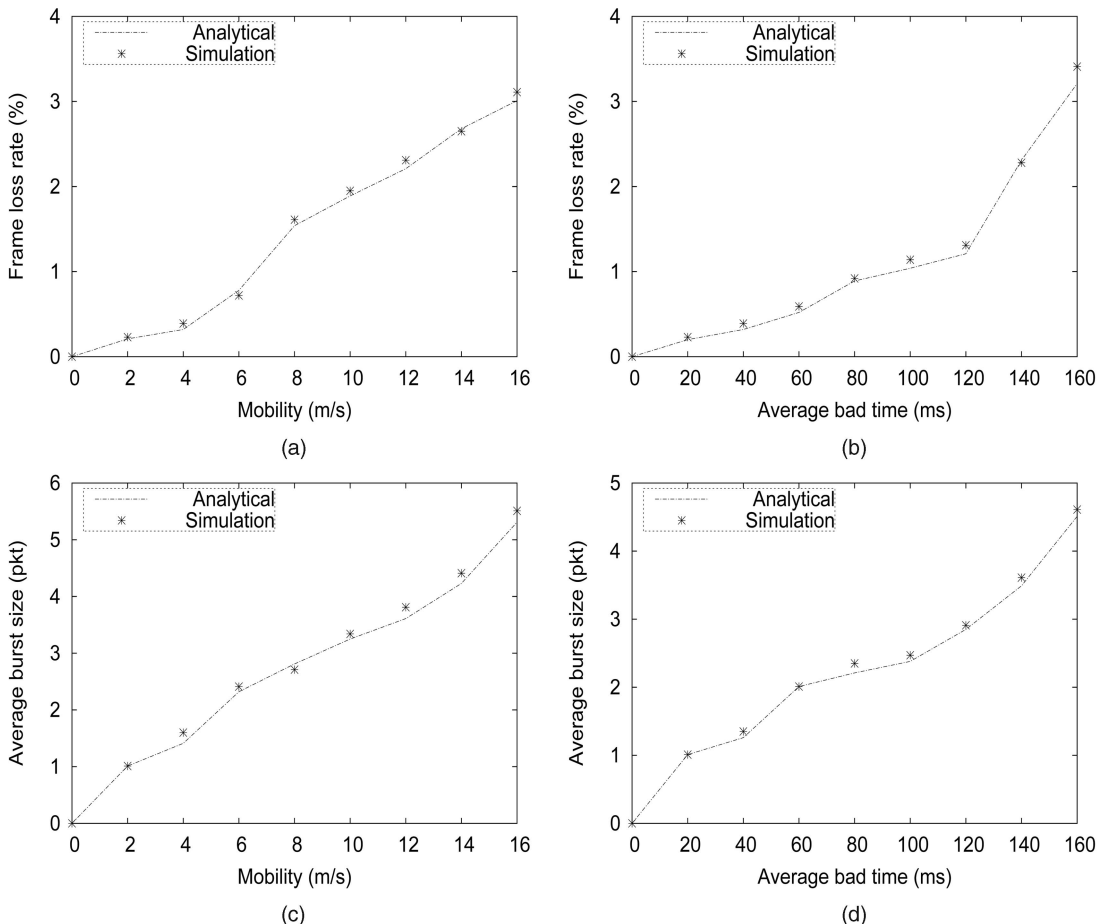 4
3
2
1
0
Frame loss rate (%)
Analytical
Simulation
0 2 4 6 8 10 12 14 16
Mobility (m/s)
(a)
4
3
2
1
0
Frame loss rate (%)
Analytical
Simulation
0 20 40 60 80 100 120 140 160
Average bad time (ms)
(b)
6
5
4
3
2
1
0
Average burst size (pkt)
Analytical
Simulation
0 2 4 6 8 10 12 14 16
Mobility (m/s)
(c)
5
4
3
2
1
0
Average burst size (pkt)
Analytical
Simulation
0 20 40 60 80 100 120 140 160
Average bad time (ms)
(d)